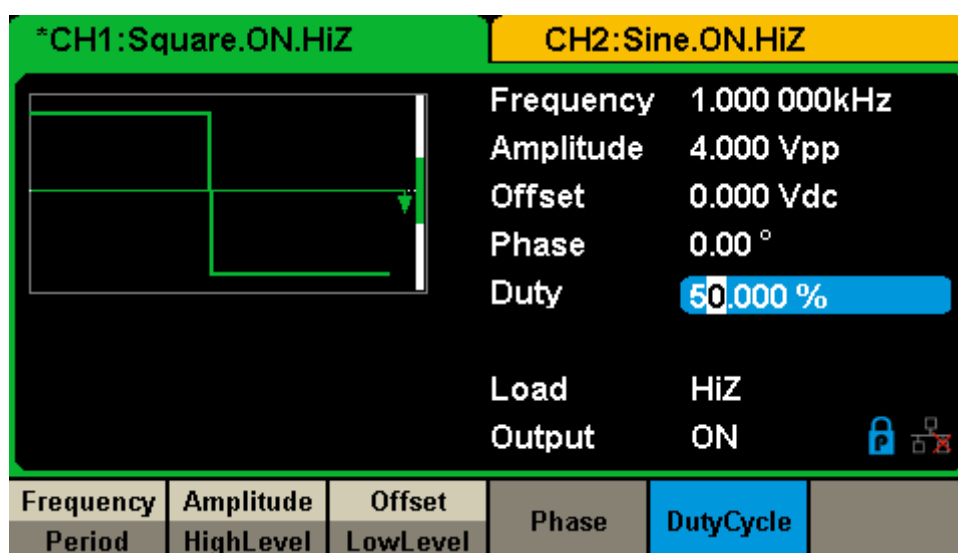 *CH1:Square.ON.HiZ CH2:Sine.ON.HiZ
Frequency 1.000 000kHz
Amplitude 4.000 Vpp
Offset 0.000 Vdc
Phase 0.00 °
Duty 50.000 %
Load HiZ
Output ON P
Frequency Amplitude Offset Phase DutyCycle
Period HighLevel LowLevel